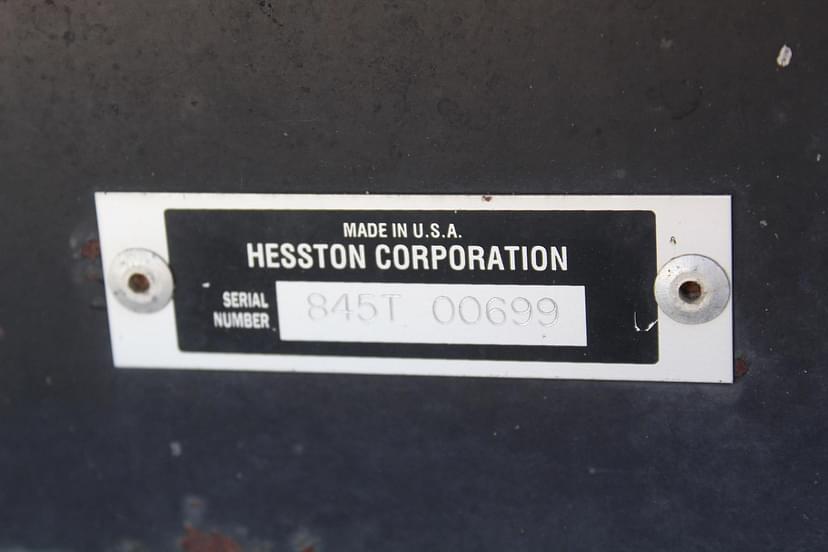 MADE IN U.S.A.
HESSTON CORPORATION
SERIAL
NUMBER
845T 00699